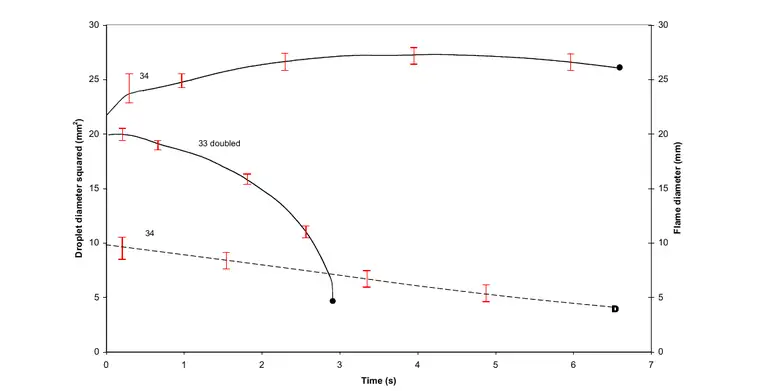 30
25
20
15
10
5
0
Droplet diameter squared (mm²)
34
33 doubled
34
D
30
25
20
15
10
5
0
Flame diameter (mm)
0 1 2 3 4 5 6 7
Time (s)